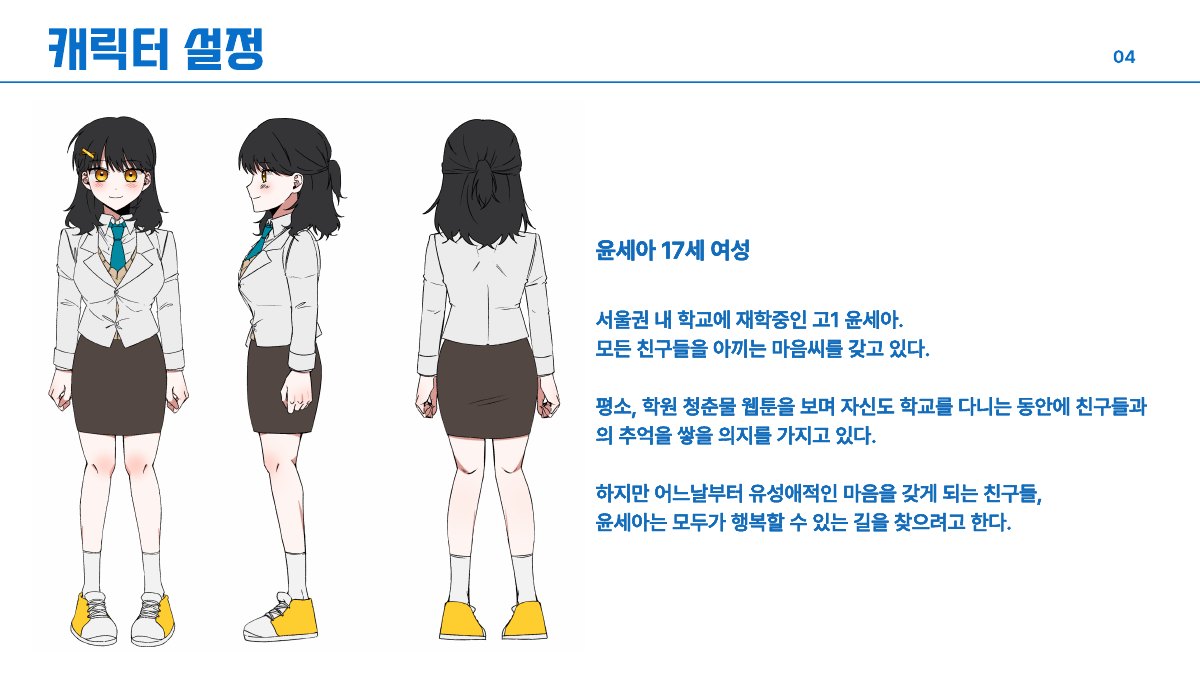 캐릭터 설정
04
윤세아 17세 여성
서울권 내 학교에 재학중인 고1 윤세아.
모든 친구들을 아끼는 마음씨를 갖고 있다.
평소, 학원 청춘물 웹툰을 보며 자신도 학교를 다니는 동안에 친구들과
의 추억을 쌓을 의지를 가지고 있다.
하지만 어느날부터 유성애적인 마음을 갖게 되는 친구들,
윤세아는 모두가 행복할 수 있는 길을 찾으려고 한다.